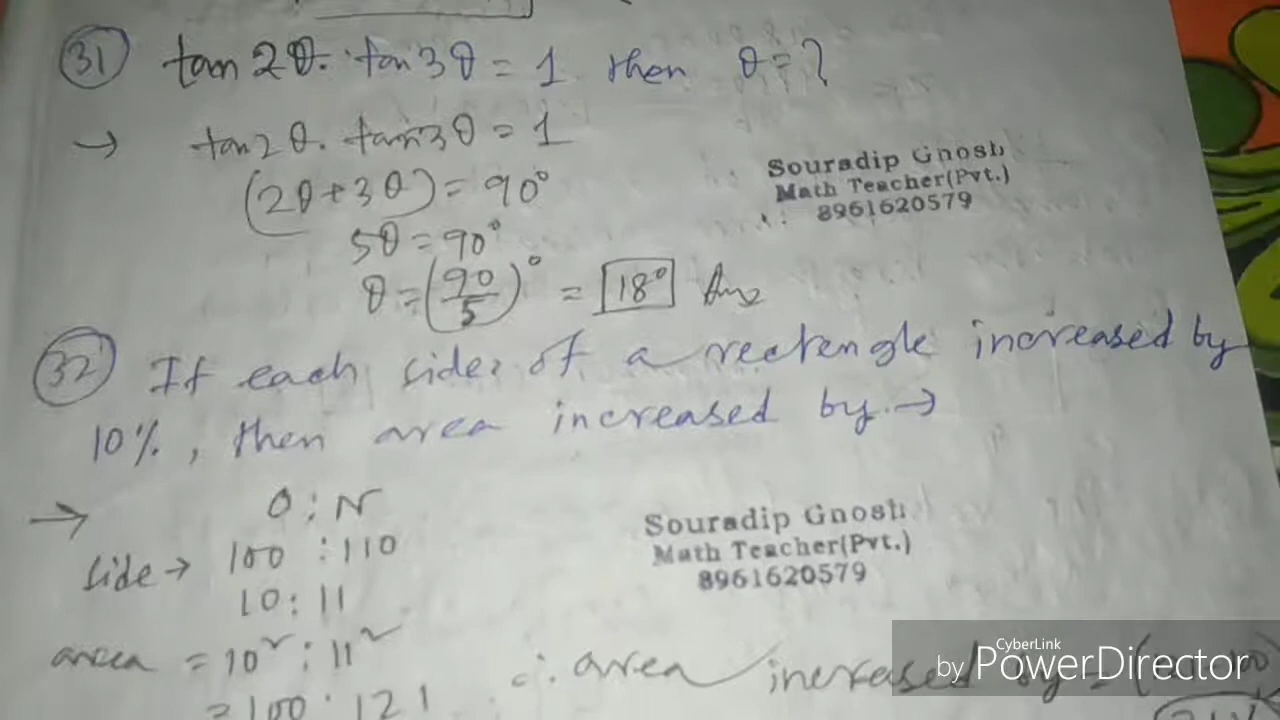 31 tan 2θ. tan 3θ = 1 then θ = ?
→ tan 2θ. tan 3θ = 1
(2θ + 3θ) = 90°
5θ = 90°
θ = (90/5)° = 18° Ans
Souradip Ghosh
Math Teacher(Pvt.)
8961620579
32 If each side of a rectengle increased by
10%, then area increased by →
→ O : N
side → 100 : 110
10 : 11
area = 10² : 11²
= 100 : 121
Souradip Ghosh
Math Teacher(Pvt.)
8961620579
∴ area increased by =
CyberLink
by PowerDirector